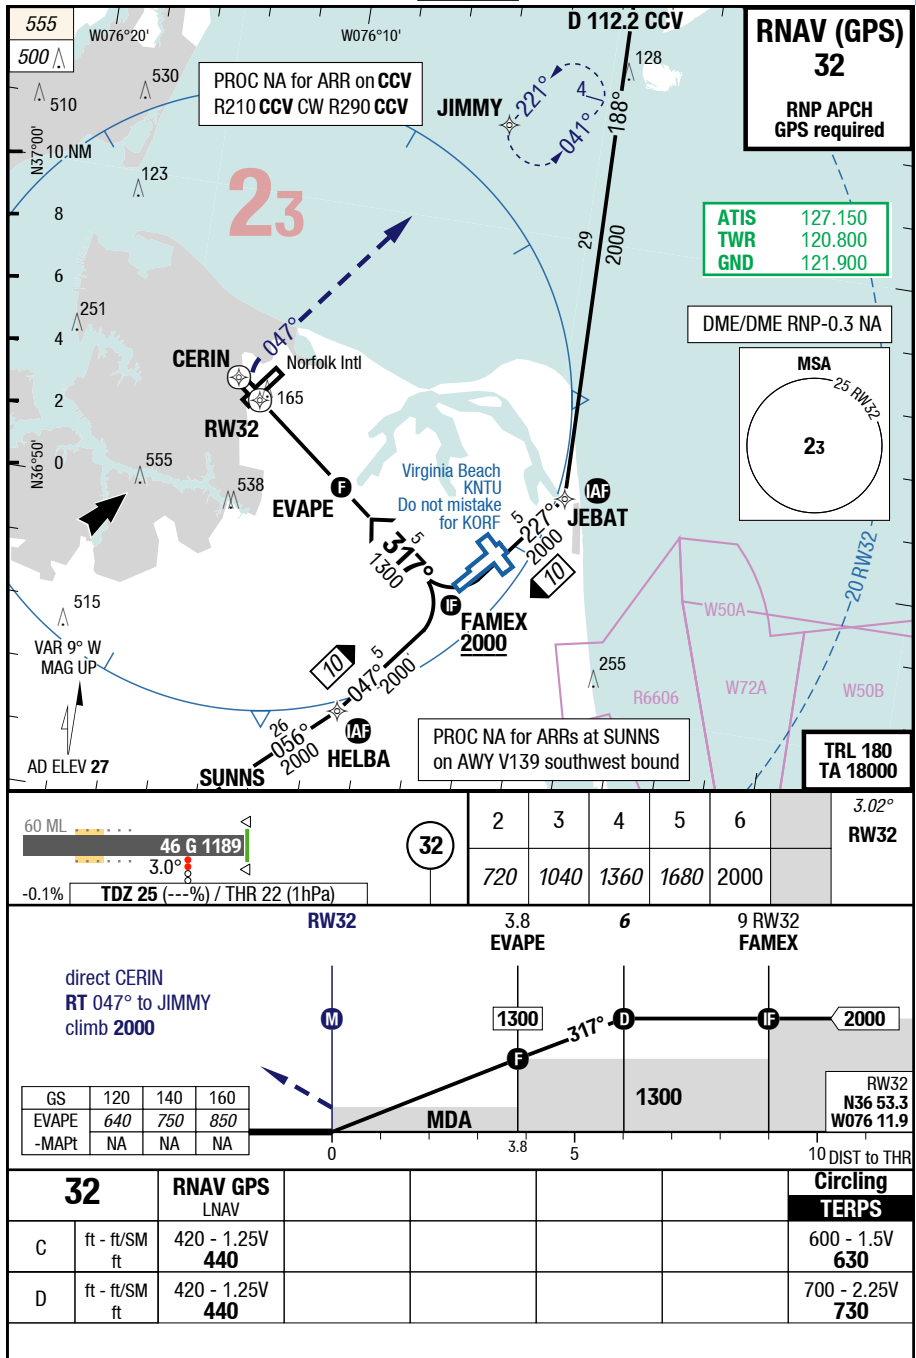 555
500
W076°20'
W076°10'
D 112.2 CCV
RNAV (GPS)
32
RNP APCH
GPS required
530
510
PROC NA for ARR on CCV
R210 CCV CW R290 CCV
128
JIMMY
221°
4
041°
188°
N37°00'
10 NM
123
23
8
29
2000
ATIS 127.150
TWR 120.800
GND 121.900
6
251
4
047°
DME/DME RNP-0.3 NA
CERIN
Norfolk Intl
MSA
25 RW32
23
165
2
RW32
N36°50'
0
555
538
Virginia Beach
KNTU
Do not mistake
for KORF
F
EVAPE
IAF
JEBAT
5
227°
2000
10
5
317°
1300
20 RW32
IF
FAMEX
2000
515
W50A
VAR 9° W
MAG UP
10
5
047°
2000
255
R6606
W72A
W50B
26
056°
2000
IAF
HELBA
PROC NA for ARRs at SUNNS
on AWY V139 southwest bound
AD ELEV 27
SUNNS
TRL 180
TA 18000
60 ML
46 G 1189
3.0°
-0.1%
TDZ 25 (---%) / THR 22 (1hPa)
32
2 3 4 5 6
720 1040 1360 1680 2000
3.02°
RW32
RW32
3.8
EVAPE
6
9 RW32
FAMEX
direct CERIN
RT 047° to JIMMY
climb 2000
M
1300
317°
D
IF
2000
F
1300
MDA
RW32
N36 53.3
W076 11.9
GS 120 140 160
EVAPE 640 750 850
-MAPt NA NA NA
0
3.8
5
10 DIST to THR
32
RNAV GPS
LNAV
Circling
TERPS
C
ft - ft/SM
ft
420 - 1.25V
440
600 - 1.5V
630
D
ft - ft/SM
ft
420 - 1.25V
440
700 - 2.25V
730